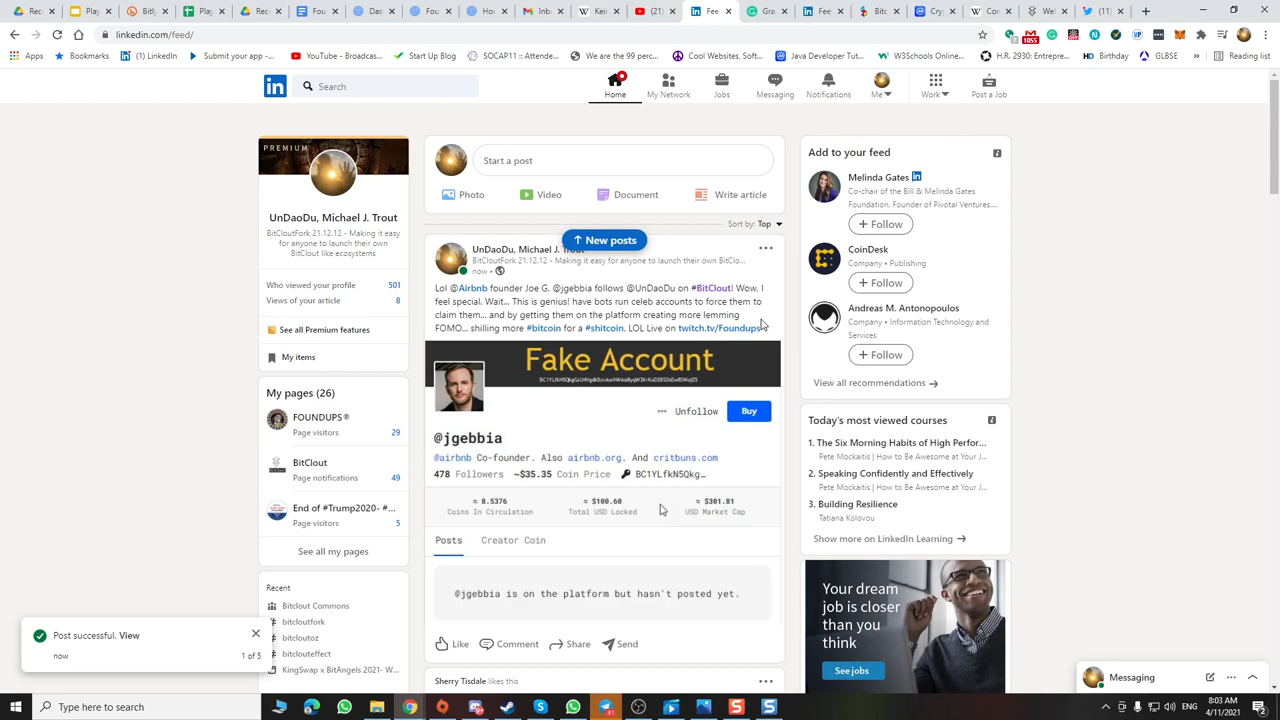 linkedin.com/feed/
1055
Apps
Bookmarks
(1) LinkedIn
Submit your app -...
YouTube - Broadcas...
Start Up Blog
SOCAP11 :: Attende...
We are the 99 perc...
Cool Websites, Soft...
Java Developer Tut...
W3Schools Online...
H.R. 2930: Entrepre...
Birthday
GLBSE
»
Reading list
Search
Home
My Network
Jobs
Messaging
Notifications
Me
Work
Post a Job
PREMIUM
UnDaoDu, Michael J. Trout
BitCloutFork 21.12.12 - Making it easy
for anyone to launch their own
BitClout like ecosystems
Who viewed your profile 501
Views of your article 8
See all Premium features
My items
My pages (26)
FOUNDUPS®
Page visitors 29
BitClout
Page notifications 49
End of #Trump2020- #...
Page visitors 5
See all my pages
Recent
Bitclout Commons
bitcloutfork
bitcloutoz
bitclouteffect
KingSwap x BitAngels 2021- W...
Post successful. View
now
1 of 5
Start a post
Photo
Video
Document
Write article
Sort by: Top
↑ New posts
UnDaoDu, Michael J.
BitCloutFork 21.12.12 - Making it easy for anyone to launch their own BitClo...
now •
Lol @Airbnb founder Joe G. @jgebbia follows @UnDaoDu on #BitClout! Wow, I
feel special. Wait... This is genius! have bots run celeb accounts to force them to
claim them... and by getting them on the platform creating more lemming
FOMO... shilling more #bitcoin for a #shitcoin. LOL Live on twitch.tv/Foundups
Fake Account
Unfollow
Buy
@jgebbia
@airbnb Co-founder. Also airbnb.org. And critbuns.com
478 Followers ~$35.35 Coin Price BC1YLfkN5Qkg...
≈ 8.5376
Coins In Circulation
≈ $100.60
Total USD Locked
≈ $301.81
USD Market Cap
Posts
Creator Coin
@jgebbia is on the platform but hasn't posted yet.
Like
Comment
Share
Send
Sherry Tisdale likes this
Add to your feed
Melinda Gates
Co-chair of the Bill & Melinda Gates
Foundation. Founder of Pivotal Ventures....
+ Follow
CoinDesk
Company • Publishing
+ Follow
Andreas M. Antonopoulos
Company • Information Technology and
Services
+ Follow
View all recommendations →
Today's most viewed courses
1. The Six Morning Habits of High Perfor...
Pete Mockaitis | How to Be Awesome at Your J...
2. Speaking Confidently and Effectively
Pete Mockaitis | How to Be Awesome at Your J...
3. Building Resilience
Tatiana Kolovou
Show more on LinkedIn Learning →
Your dream
job is closer
than you
think
See jobs
Messaging
Type here to search
8:03 AM
4/11/2021